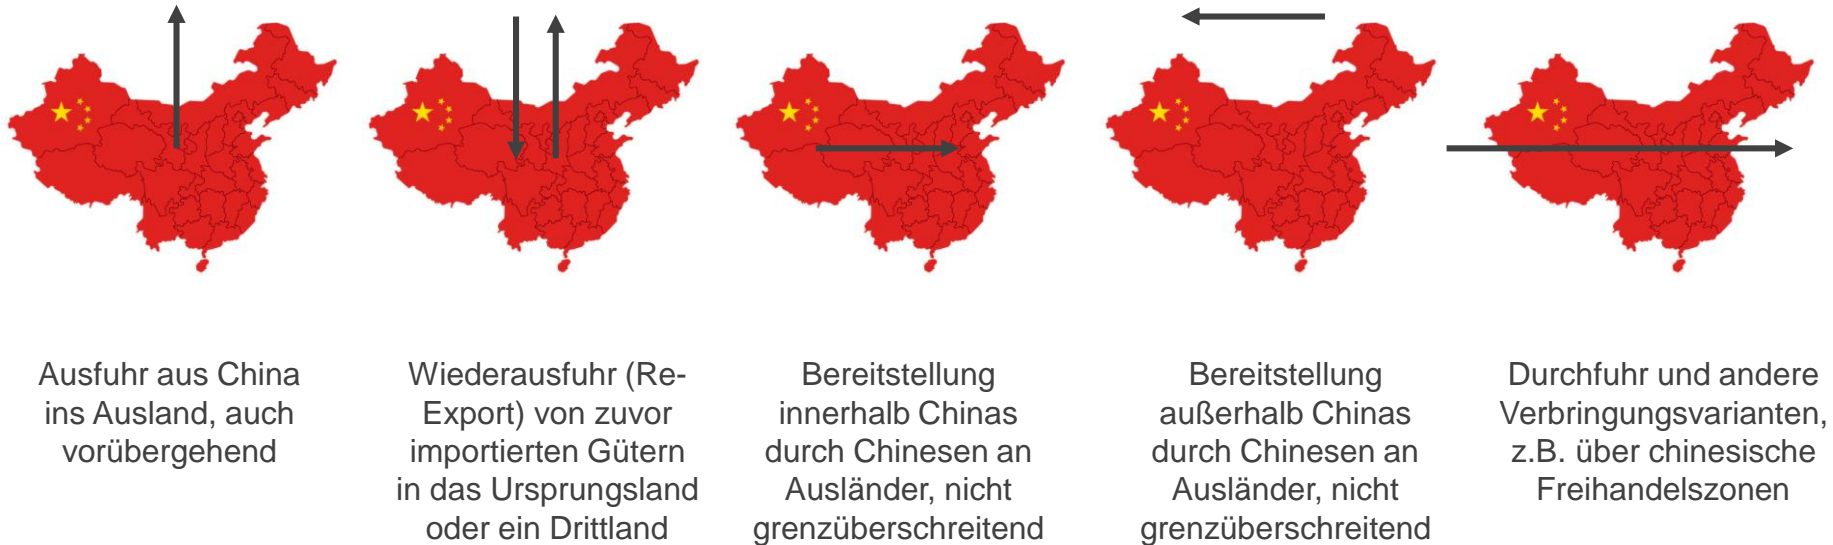 Ausfuhr aus China
ins Ausland, auch
vorübergehend
Wiederausfuhr (Re-
Export) von zuvor
importierten Gütern
in das Ursprungsland
oder ein Drittland
Bereitstellung
innerhalb Chinas
durch Chinesen an
Ausländer, nicht
grenzüberschreitend
Bereitstellung
außerhalb Chinas
durch Chinesen an
Ausländer, nicht
grenzüberschreitend
Durchfuhr und andere
Verbringungsvarianten,
z.B. über chinesische
Freihandelszonen